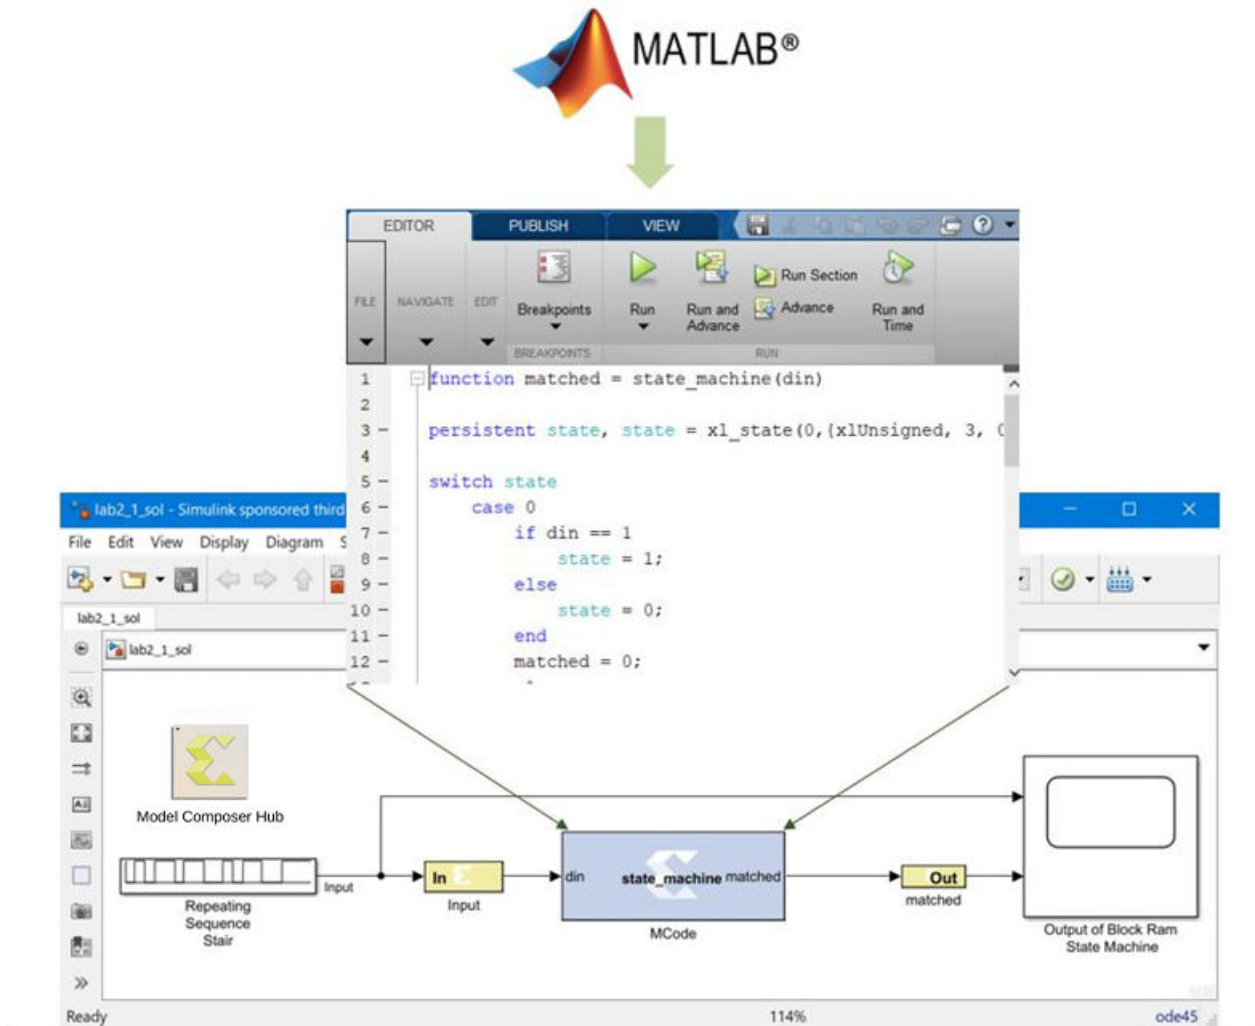 MATLAB®
EDITOR PUBLISH VIEW
FILE NAVIGATE EDIT Breakpoints Run Run and Advance Run Section Advance Run and Time
BREAKPOINTS RUN
1 function matched = state_machine(din)
2
3 persistent state, state = xl_state(0,{xlUnsigned, 3, 0
4
5 switch state
6 case 0
7 if din == 1
8 state = 1;
9 else
10 state = 0;
11 end
12 matched = 0;
lab2_1_sol - Simulink sponsored third
File Edit View Display Diagram S
lab2_1_sol
lab2_1_sol
Model Composer Hub
Input
Repeating
Sequence
Stair
In
Input
din state_machine matched
MCode
Out
matched
Output of Block Ram
State Machine
Ready 114% ode45